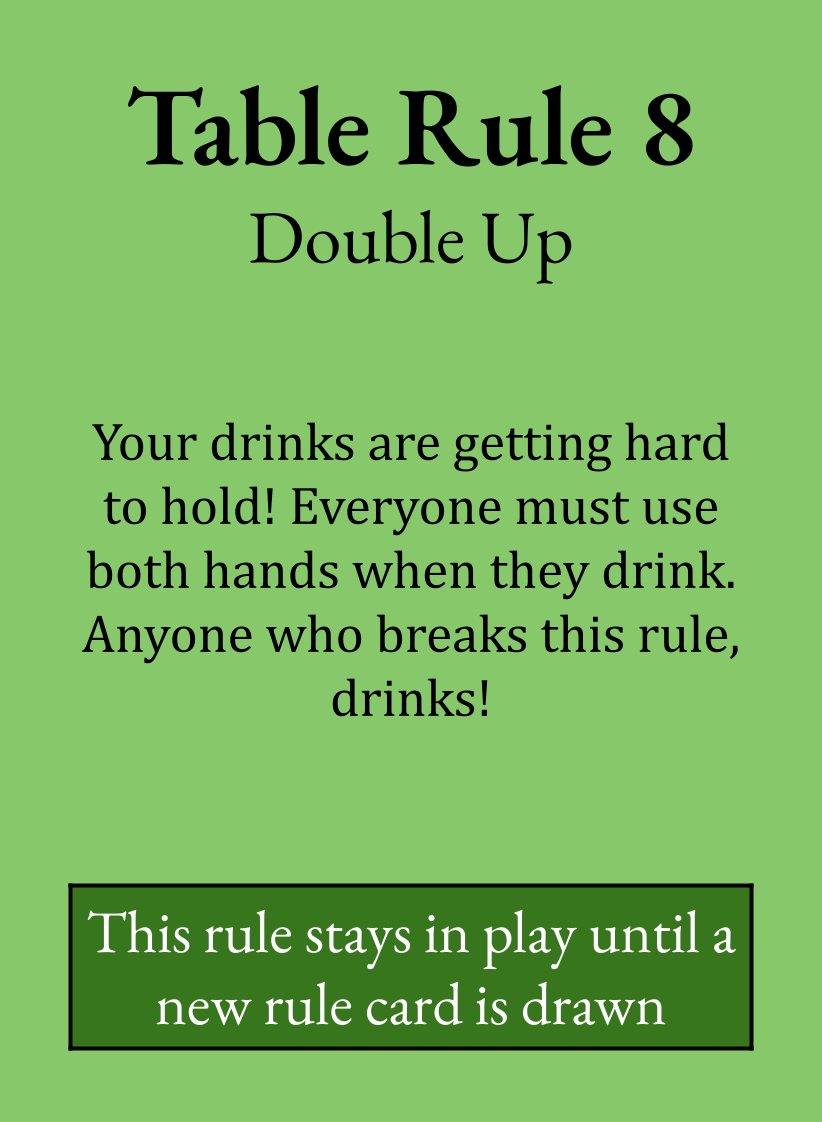 Table Rule 8
Double Up
Your drinks are getting hard
to hold! Everyone must use
both hands when they drink.
Anyone who breaks this rule,
drinks!
This rule stays in play until a
new rule card is drawn